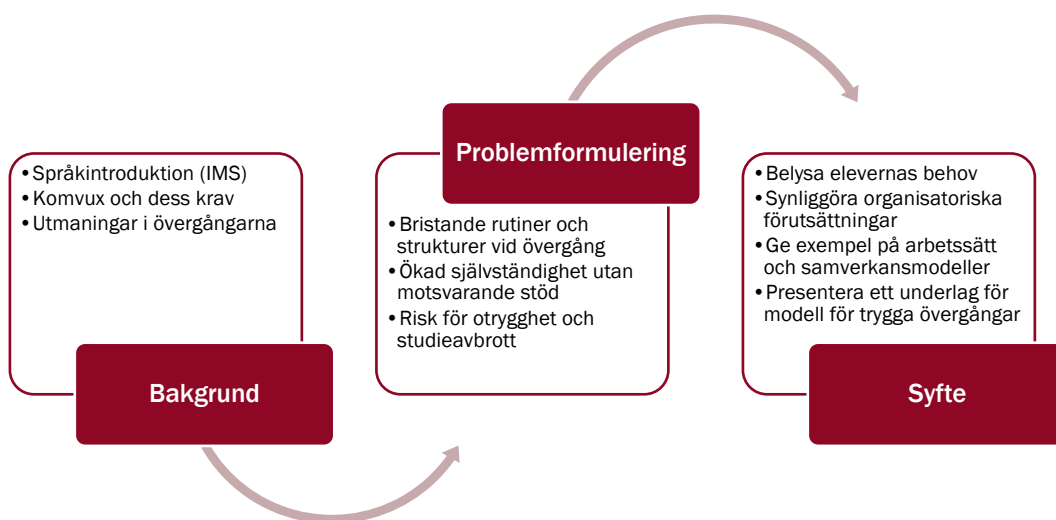 • Språkintroduktion (IMS)
• Komvux och dess krav
• Utmaningar i övergångarna
Bakgrund
Problemformulering
• Bristande rutiner och
strukturer vid övergång
• Ökad självständighet utan
motsvarande stöd
• Risk för otrygghet och
studieavbrott
• Belysa elevernas behov
• Synliggöra organisatoriska
förutsättningar
• Ge exempel på arbetssätt
och samverkansmodeller
• Presentera ett underlag för
modell för trygga övergångar
Syfte